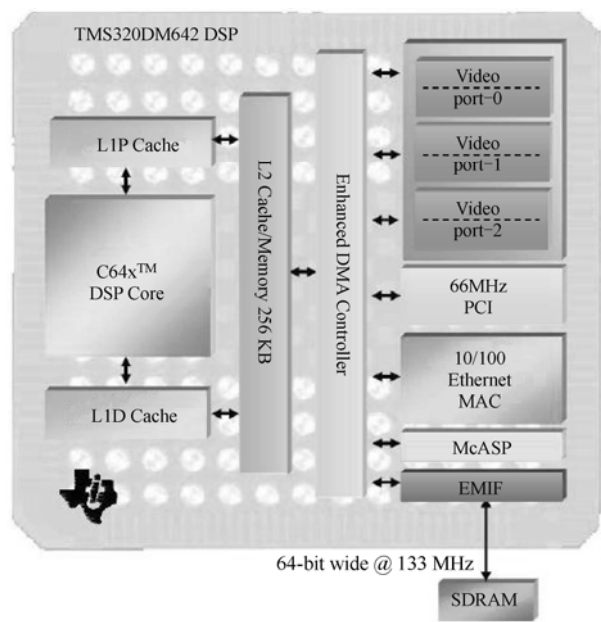 TMS320DM642 DSP
L1P Cache
C64x™
DSP Core
L1D Cache
L2 Cache/Memory 256 KB
Enhanced DMA Controller
Video
port-0
Video
port-1
Video
port-2
66MHz
PCI
10/100
Ethernet
MAC
McASP
EMIF
64-bit wide @ 133 MHz
SDRAM